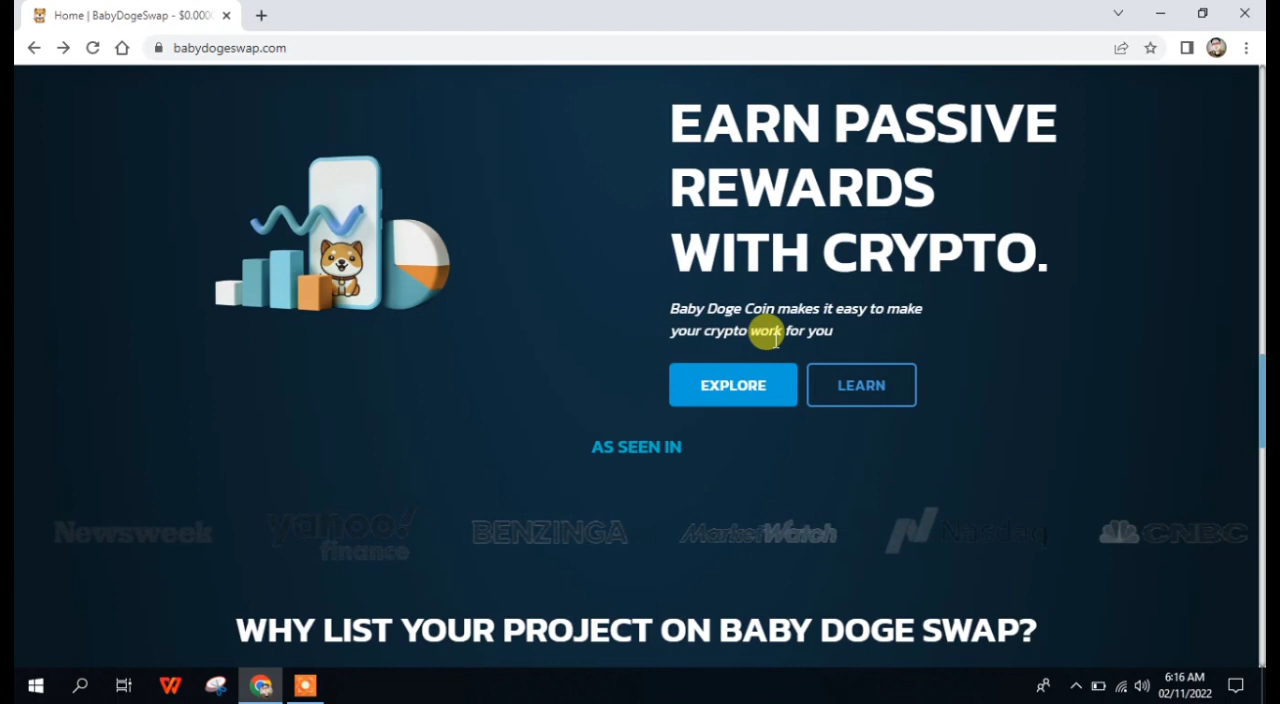 Home | BabyDogeSwap - $0.000
babydogeswap.com
EARN PASSIVE
REWARDS
WITH CRYPTO.
Baby Doge Coin makes it easy to make
your crypto work for you
EXPLORE
LEARN
AS SEEN IN
Newsweek
yahoo!
finance
BENZINGA
MarketWatch
Nasdaq
CNBC
WHY LIST YOUR PROJECT ON BABY DOGE SWAP?
6:16 AM
02/11/2022